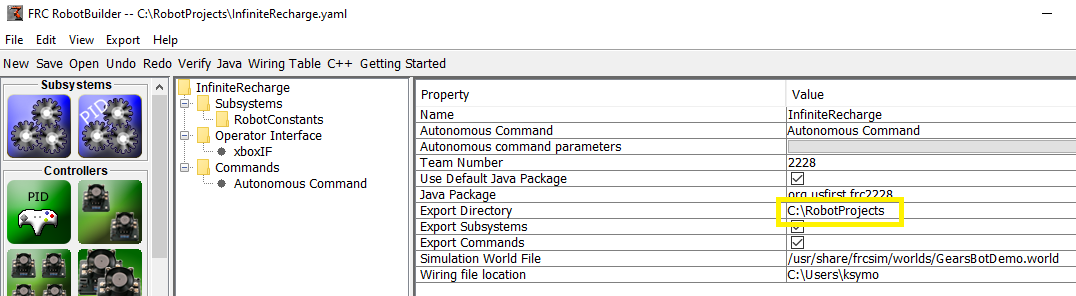 FRC RobotBuilder -- C:\RobotProjects\InfiniteRecharge.yaml
File Edit View Export Help
New Save Open Undo Redo Verify Java Wiring Table C++ Getting Started
Subsystems
PID
Controllers
PID
InfiniteRecharge
Subsystems
RobotConstants
Operator Interface
xboxIF
Commands
Autonomous Command
Property Value
Name InfiniteRecharge
Autonomous Command Autonomous Command
Autonomous command parameters
Team Number 2228
Use Default Java Package
Java Package org.usfirst.frc2228
Export Directory C:\RobotProjects
Export Subsystems
Export Commands
Simulation World File /usr/share/frcsim/worlds/GearsBotDemo.world
Wiring file location C:\Users\ksymo